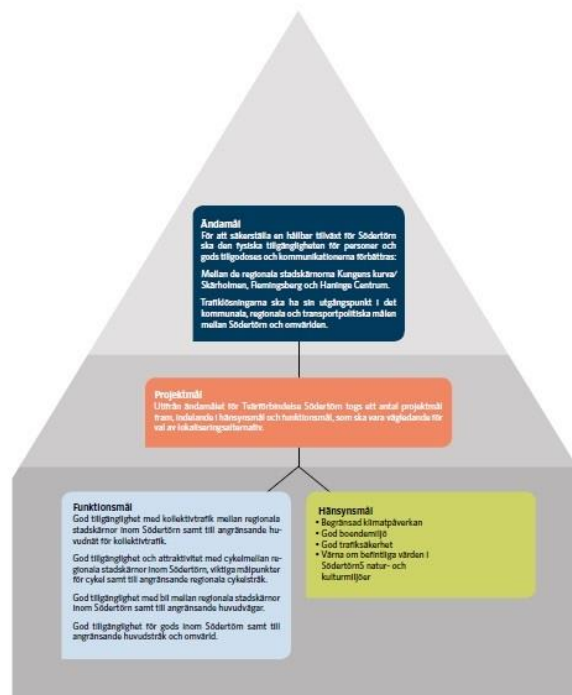 Ändamål
För att säkerställa en hållbar tillväxt för Södertörn
ska den fysiska tillgängligheten för personer och
gods tillgodoses och kommunikationerna förbättras:
Mellan de regionala stadskärnorna Kungens kurva/
Skärholmen, Flemingsberg och Haninge Centrum.
Trafiklösningarna ska ha sin utgångspunkt i det
kommunala, regionala och transportpolitiska målen
mellan Södertörn och omvärlden.
Projektmål
Utifrån ändamålet för Tvärförbindelse Södertörn togs ett antal projektmål
fram, indelande i hänsynsmål och funktionsmål, som ska vara vägledande för
val av lokaliseringsalternativ.
Funktionsmål
God tillgänglighet med kollektivtrafik mellan regionala
stadskärnor inom Södertörn samt till angränsande hu-
vudnät för kollektivtrafik.
God tillgänglighet och attraktivitet med cykelmellan re-
gionala stadskärnor inom Södertörn, viktiga målpunkter
för cykel samt till angränsande regionala cykelstråk.
God tillgänglighet med bil mellan regionala stadskärnor
inom Södertörn samt till angränsande huvudvägar.
God tillgänglighet för gods inom Södertörn samt till
angränsande huvudstråk och omvärld.
Hänsynsmål
• Begränsad klimatpåverkan
• God boendemiljö
• God trafiksäkerhet
• Värna om befintliga värden i
SödertörnS natur- och
kulturmiljöer